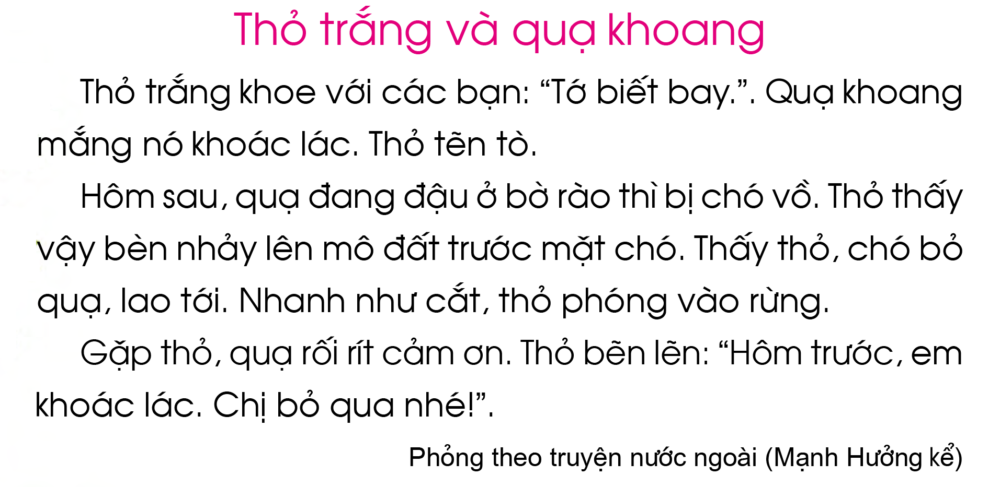 Thỏ trắng và quạ khoang
Thỏ trắng khoe với các bạn: “Tớ biết bay.”. Quạ khoang
mắng nó khoác lác. Thỏ tẽn tò.
Hôm sau, quạ đang đậu ở bờ rào thì bị chó vồ. Thỏ thấy
vậy bèn nhảy lên mô đất trước mặt chó. Thấy thỏ, chó bỏ
quạ, lao tới. Nhanh như cắt, thỏ phóng vào rừng.
Gặp thỏ, quạ rối rít cảm ơn. Thỏ bẽn lẽn: “Hôm trước, em
khoác lác. Chị bỏ qua nhé!”.
Phỏng theo truyện nước ngoài (Mạnh Hưởng kể)